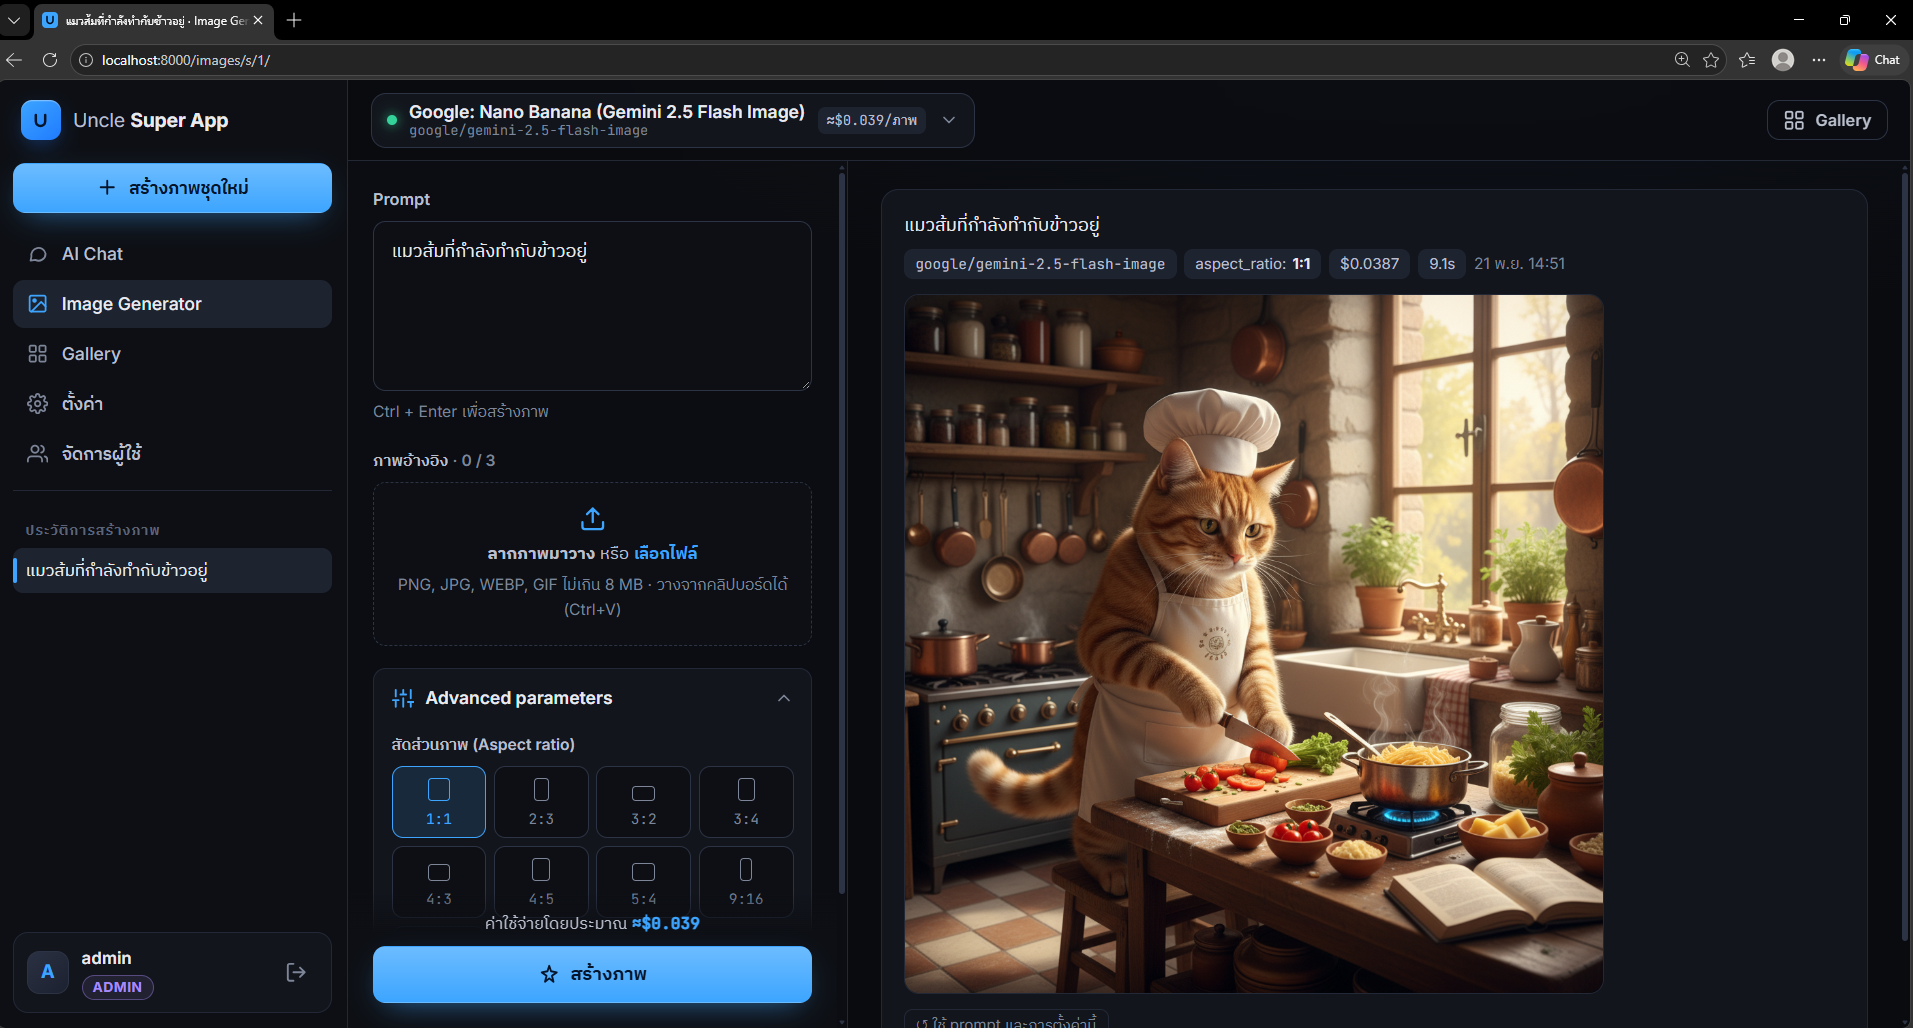 แมวส้มที่กำลังทำกับข้าวอยู่ · Image Ger
localhost:8000/images/s/1/
Chat
U
Uncle Super App
สร้างภาพชุดใหม่
AI Chat
Image Generator
Gallery
ตั้งค่า
จัดการผู้ใช้
ประวัติการสร้างภาพ
แมวส้มที่กำลังทำกับข้าวอยู่
A
admin
ADMIN
Google: Nano Banana (Gemini 2.5 Flash Image)
google/gemini-2.5-flash-image
≈$0.039/ภาพ
Gallery
Prompt
แมวส้มที่กำลังทำกับข้าวอยู่
Ctrl + Enter เพื่อสร้างภาพ
ภาพอ้างอิง · 0 / 3
ลากภาพมาวาง หรือ เลือกไฟล์
PNG, JPG, WEBP, GIF ไม่เกิน 8 MB · วางจากคลิปบอร์ดได้
(Ctrl+V)
Advanced parameters
สัดส่วนภาพ (Aspect ratio)
1:1 2:3 3:2 3:4
4:3 4:5 5:4 9:16
ค่าใช้จ่ายโดยประมาณ ≈$0.039
สร้างภาพ
แมวส้มที่กำลังทำกับข้าวอยู่
google/gemini-2.5-flash-image aspect_ratio: 1:1 $0.0387 9.1s 21 พ.ย. 14:51
ใช้ prompt และการตั้งค่านี้